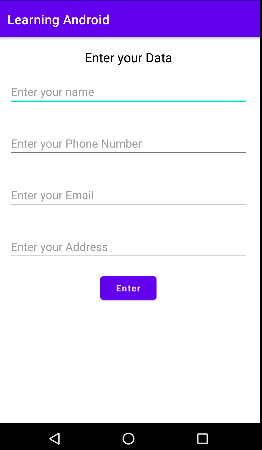 Learning Android
Enter your Data
Enter your name
Enter your Phone Number
Enter your Email
Enter your Address
Enter